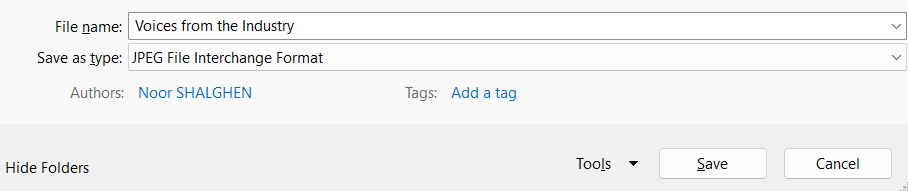 File name: Voices from the Industry
Save as type: JPEG File Interchange Format
Authors: Noor SHALGHEN Tags: Add a tag
Hide Folders Tools Save Cancel